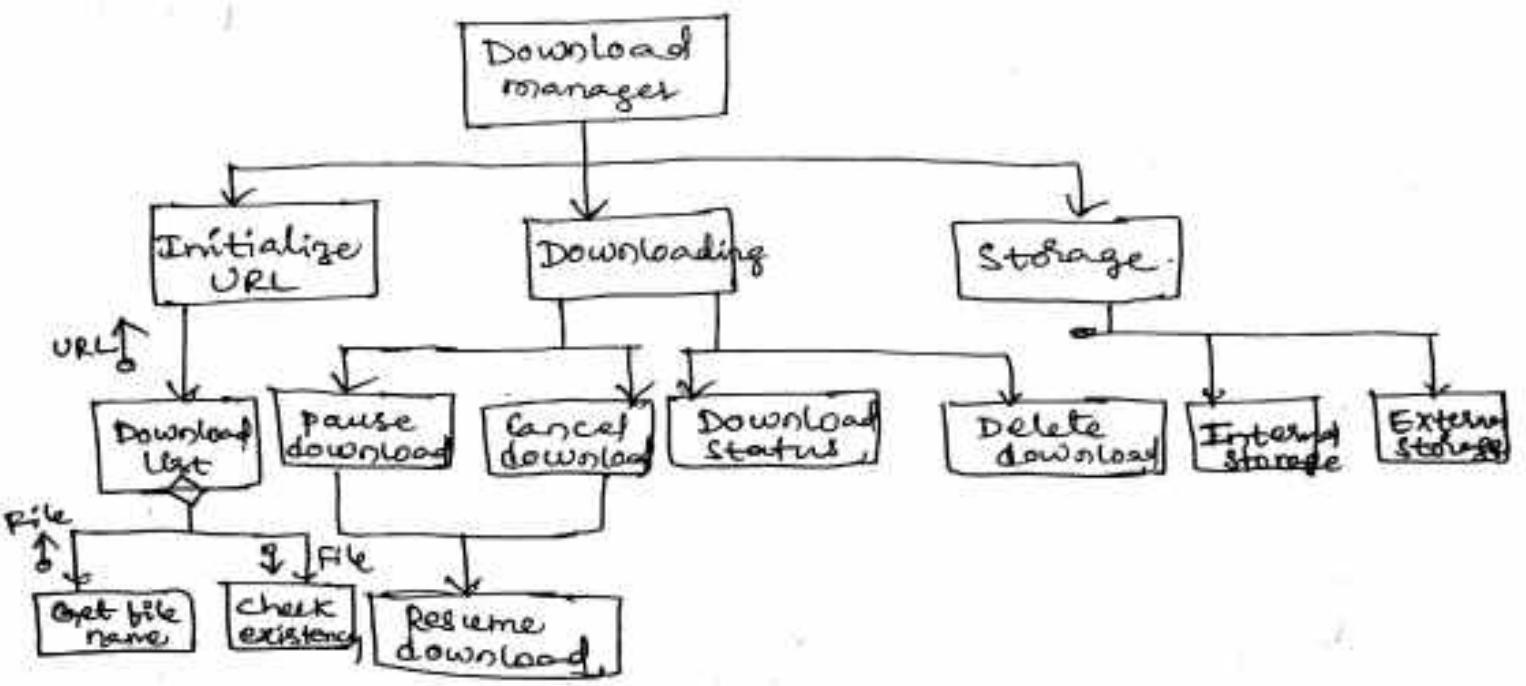 Download
manager
Initialize
URL
Downloading
Storage.
URL
Download
list
pause
download
Cancel
download
Download
status
Delete
download
Internal
storage
External
storage
File
File
Get file
name
check
existency
Resume
download